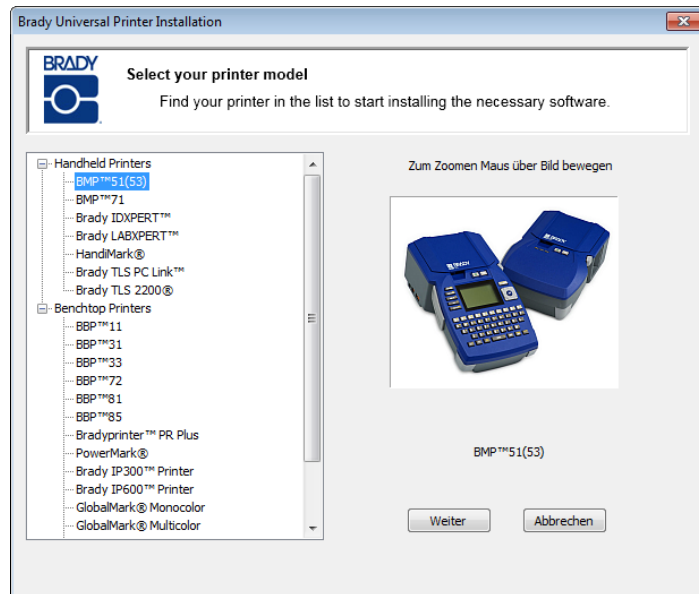 Brady Universal Printer Installation
BRADY
Select your printer model
Find your printer in the list to start installing the necessary software.
Handheld Printers
BMP™51(53)
BMP™71
Brady IDXPERT™
Brady LABXPERT™
HandiMark®
Brady TLS PC Link™
Brady TLS 2200®
Benchtop Printers
BBP™11
BBP™31
BBP™33
BBP™72
BBP™81
BBP™85
Bradyprinter™ PR Plus
PowerMark®
Brady IP300™ Printer
Brady IP600™ Printer
GlobalMark® Monocolor
GlobalMark® Multicolor
Zum Zoomen Maus über Bild bewegen
BMP™51(53)
Weiter
Abbrechen